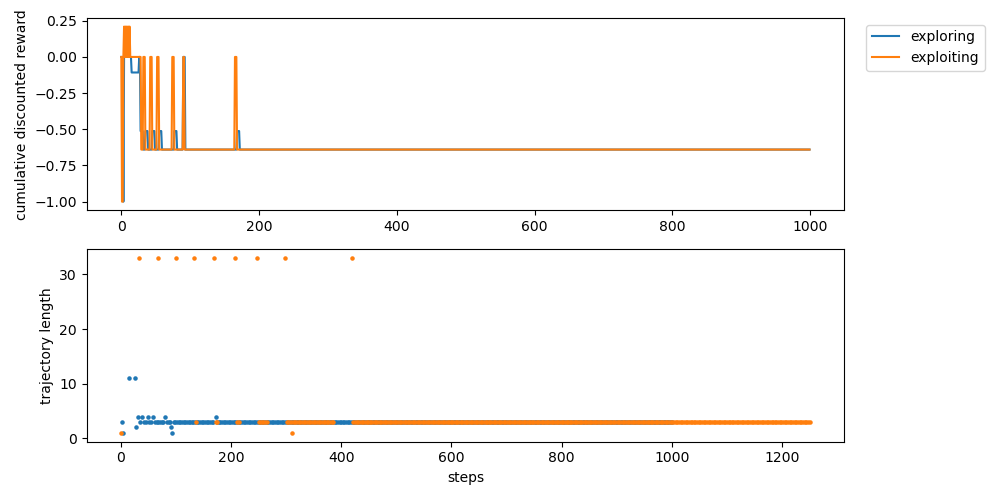 cumulative discounted reward
0.25
0.00
−0.25
−0.50
−0.75
−1.00
0 200 400 600 800 1000
exploring
exploiting
trajectory length
30
20
10
0
0 200 400 600 800 1000 1200
steps